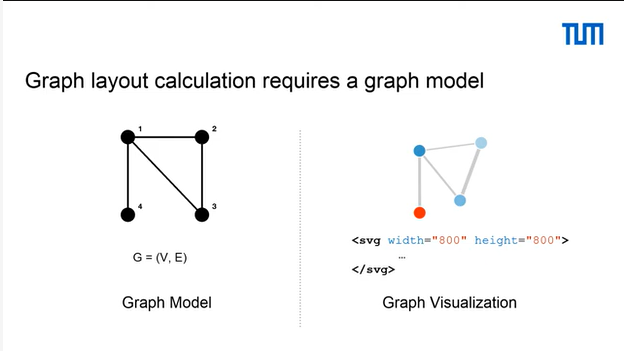 TUM
Graph layout calculation requires a graph model
1
2
4
3
G = (V, E)
Graph Model
<svg width="800" height="800">
…
</svg>
Graph Visualization